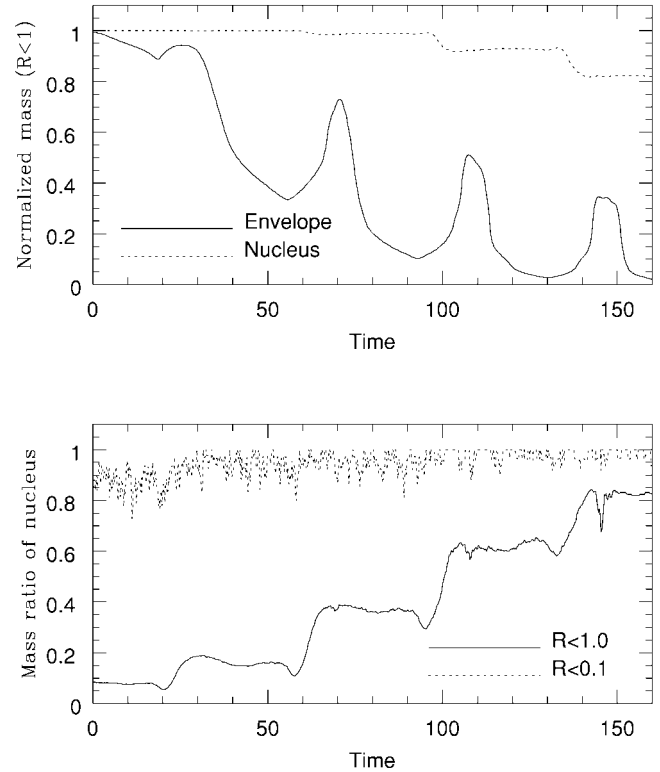 Normalized mass (R<1)
1
0.8
0.6
0.4
0.2
0
Envelope
Nucleus
0 50 100 150
Time
Mass ratio of nucleus
1
0.8
0.6
0.4
0.2
0
R<1.0
R<0.1
0 50 100 150
Time